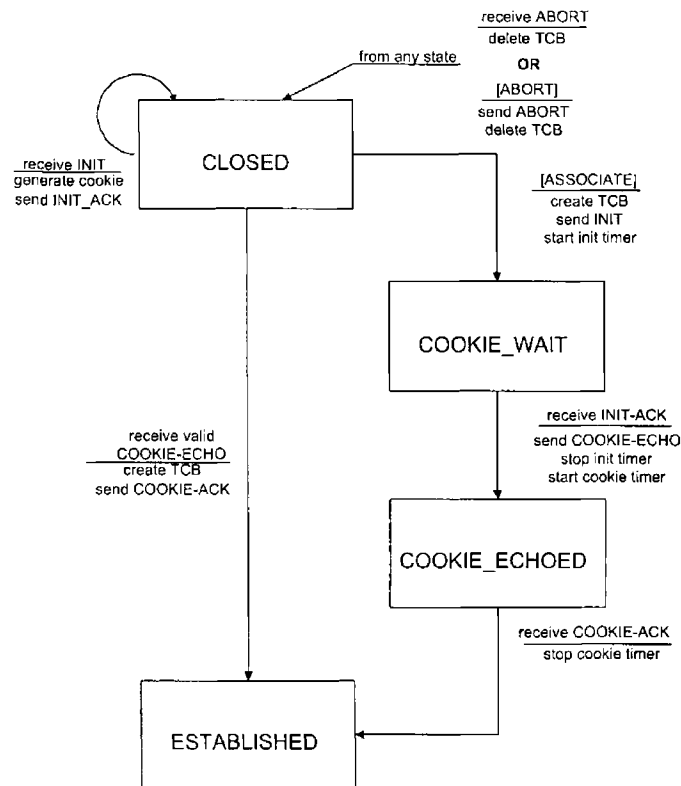 receive ABORT
delete TCB
from any state
OR
[ABORT]
send ABORT
delete TCB
CLOSED
receive INIT
generate cookie
send INIT_ACK
[ASSOCIATE]
create TCB
send INIT
start init timer
COOKIE_WAIT
receive INIT-ACK
send COOKIE-ECHO
stop init timer
start cookie timer
receive valid
COOKIE-ECHO
create TCB
send COOKIE-ACK
COOKIE_ECHOED
receive COOKIE-ACK
stop cookie timer
ESTABLISHED